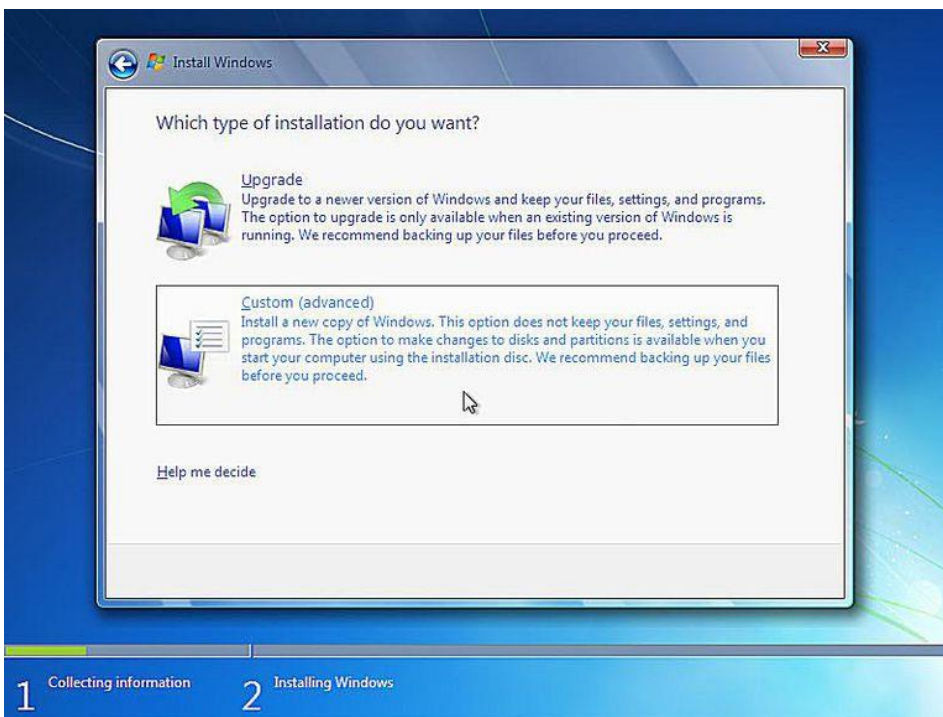 Install Windows
Which type of installation do you want?
Upgrade
Upgrade to a newer version of Windows and keep your files, settings, and programs.
The option to upgrade is only available when an existing version of Windows is
running. We recommend backing up your files before you proceed.
Custom (advanced)
Install a new copy of Windows. This option does not keep your files, settings, and
programs. The option to make changes to disks and partitions is available when you
start your computer using the installation disc. We recommend backing up your files
before you proceed.
Help me decide
1 Collecting information
2 Installing Windows